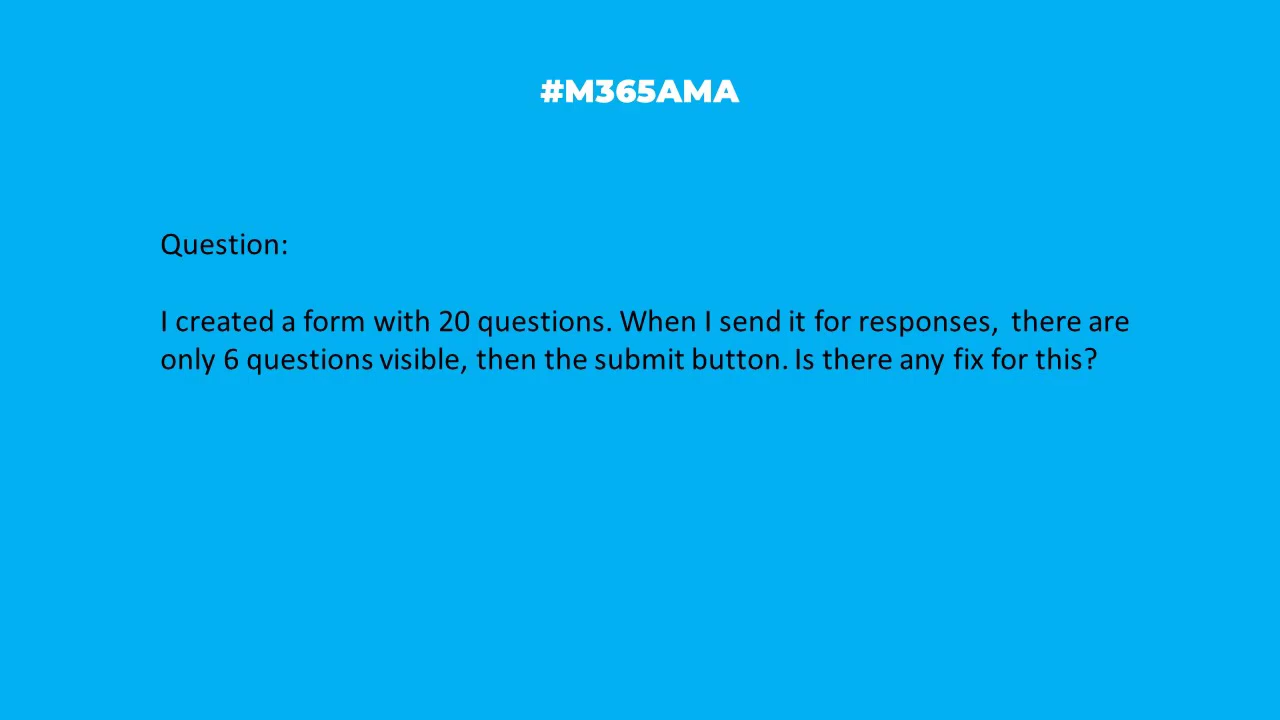 #M365AMA
Question:
I created a form with 20 questions. When I send it for responses,  there are
only 6 questions visible, then the submit button. Is there any fix for this?